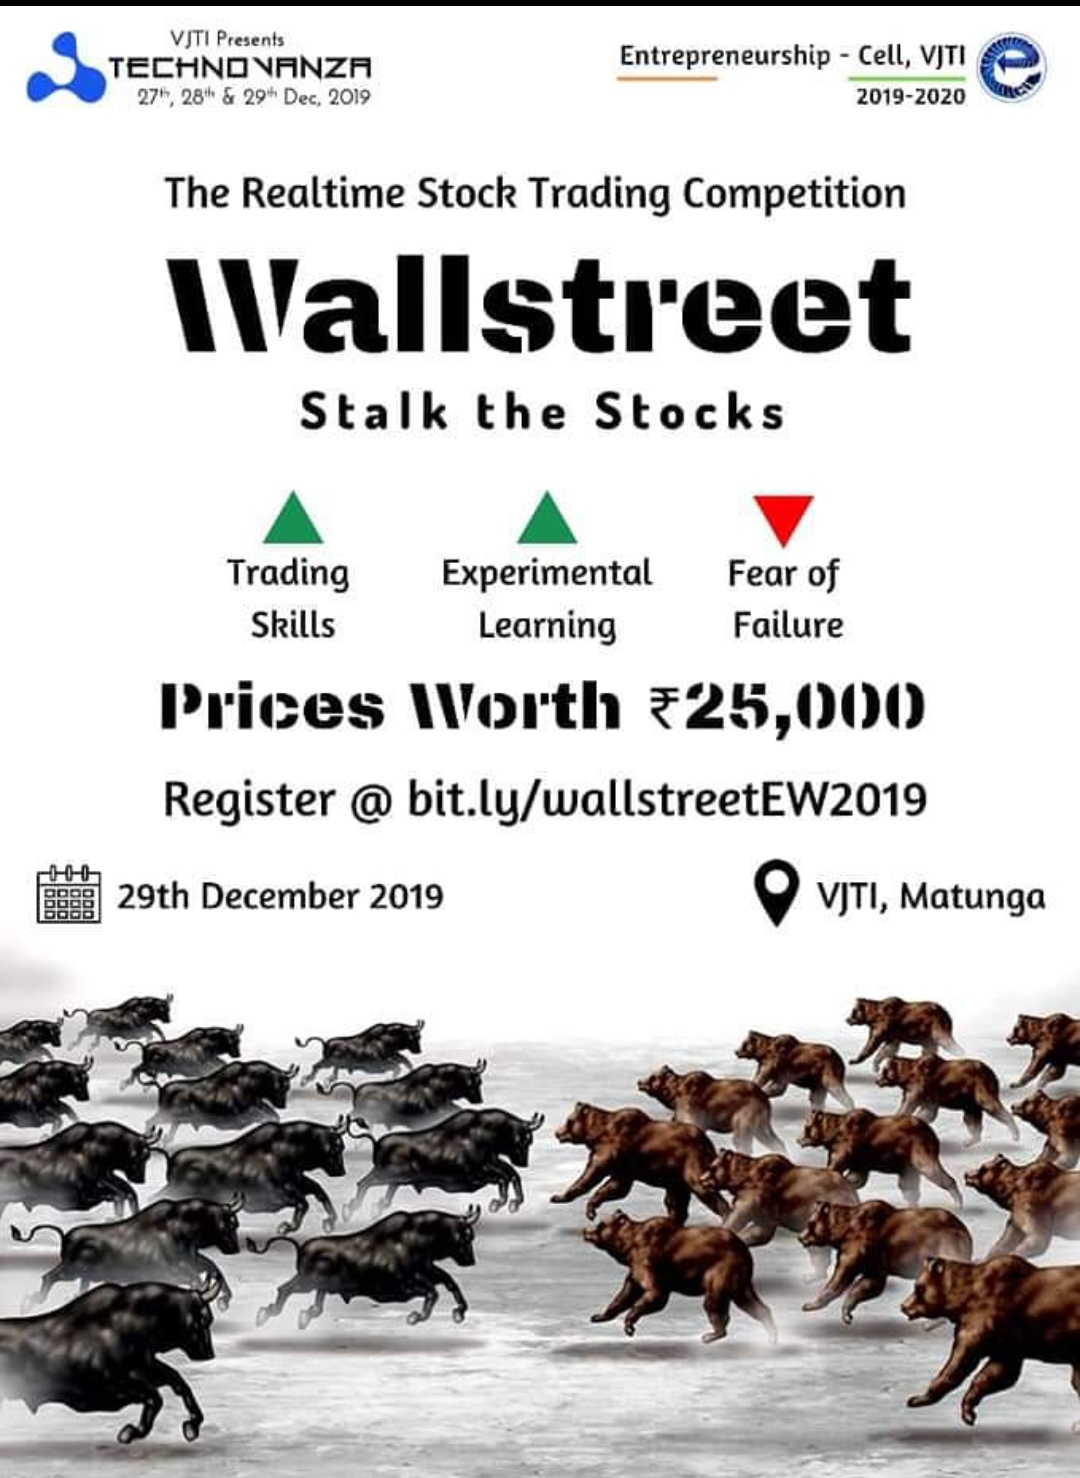 VJTI Presents
TECHNOVANZA
27th, 28th & 29th Dec, 2019
Entrepreneurship - Cell, VJTI
2019-2020
The Realtime Stock Trading Competition
Wallstreet
Stalk the Stocks
Trading
Skills
Experimental
Learning
Fear of
Failure
Prices Worth ₹25,000
Register @ bit.ly/wallstreetEW2019
29th December 2019
VJTI, Matunga